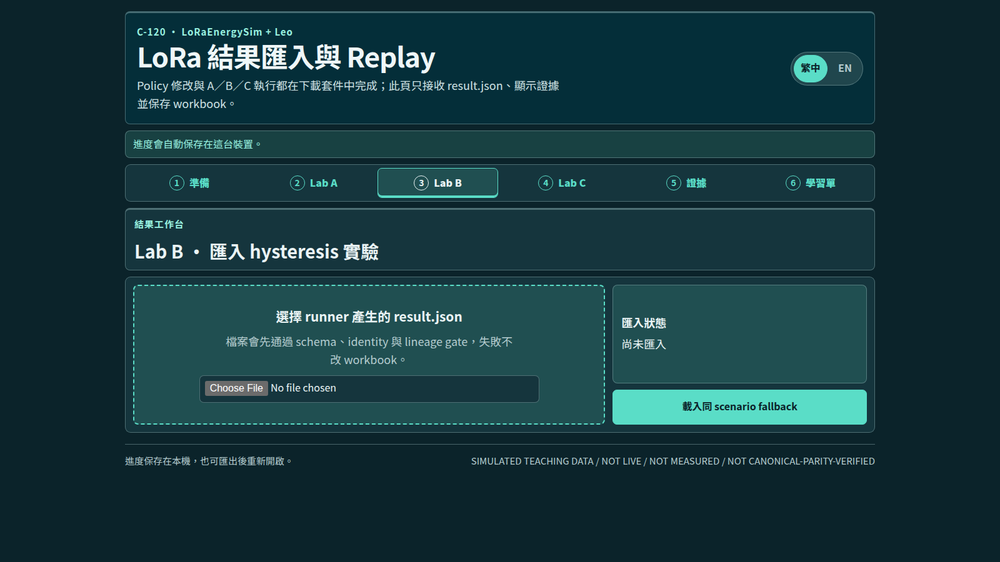 C-120 • LoRaEnergySim + Leo
LoRa 結果匯入與 Replay
Policy 修改與 A／B／C 執行都在下載套件中完成；此頁只接收 result.json、顯示證據
並保存 workbook。
繁中
EN
進度會自動保存在這台裝置。
1 準備
2 Lab A
3 Lab B
4 Lab C
5 證據
6 學習單
結果工作台
Lab B • 匯入 hysteresis 實驗
選擇 runner 產生的 result.json
檔案會先通過 schema、identity 與 lineage gate，失敗不
改 workbook。
Choose File No file chosen
匯入狀態
尚未匯入
載入同 scenario fallback
進度保存在本機，也可匯出後重新開啟。
SIMULATED TEACHING DATA / NOT LIVE / NOT MEASURED / NOT CANONICAL-PARITY-VERIFIED